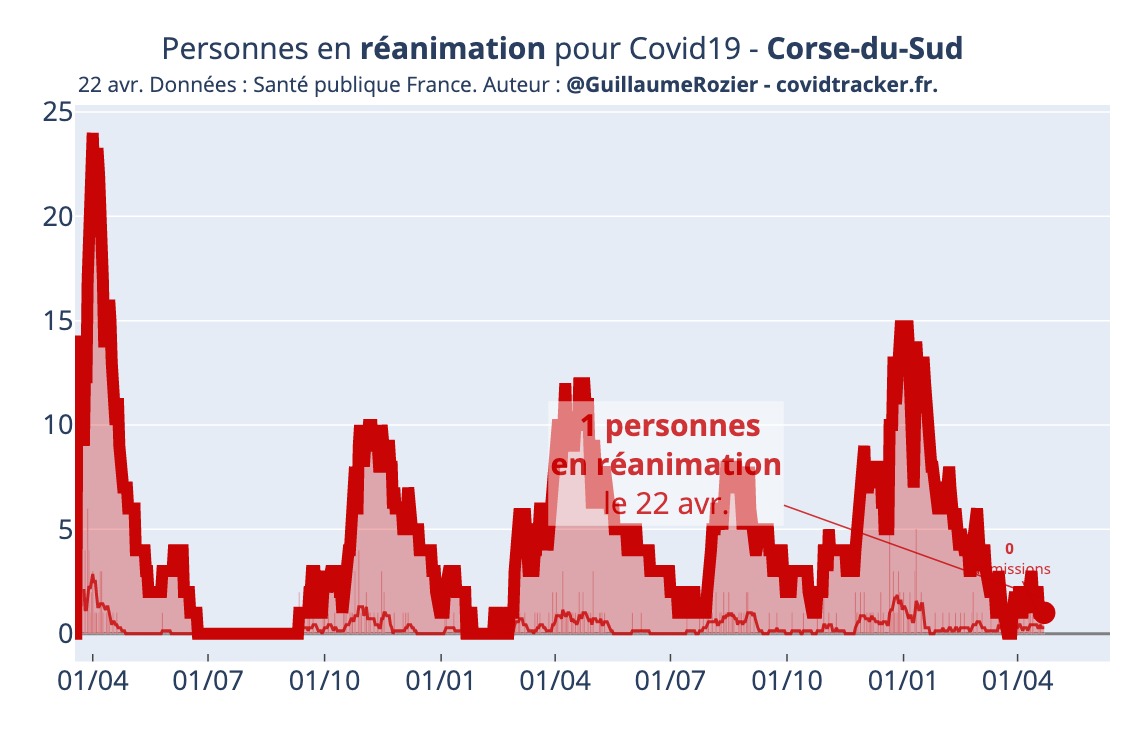 Personnes en réanimation pour Covid19 - Corse-du-Sud
22 avr. Données : Santé publique France. Auteur : @GuillaumeRozier - covidtracker.fr.
25
20
15
10
5
0
1 personnes
en réanimation
le 22 avr.
0
01/04 01/07 01/10 01/01 01/04 01/07 01/10 01/01 01/04